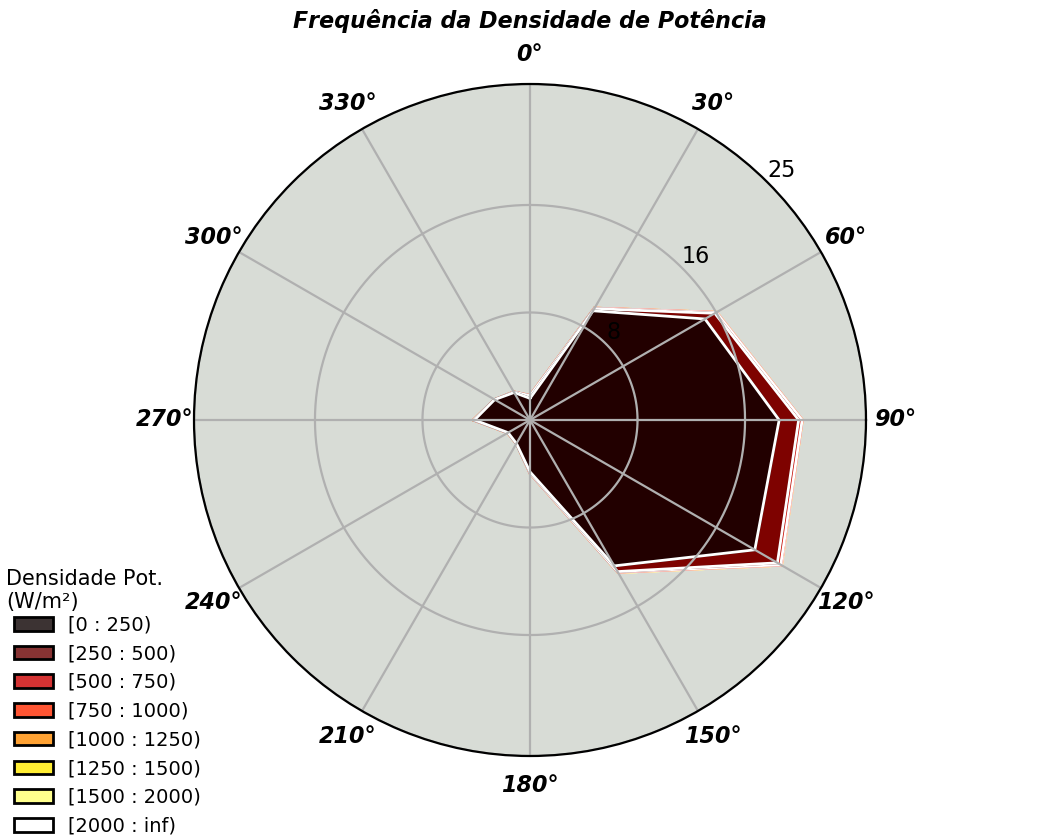 Frequência da Densidade de Potência
0°
330°
30°
25
300°
60°
16
8
270°
90°
240°
120°
210°
150°
180°
Densidade Pot.
(W/m²)
[0 : 250)
[250 : 500)
[500 : 750)
[750 : 1000)
[1000 : 1250)
[1250 : 1500)
[1500 : 2000)
[2000 : inf)